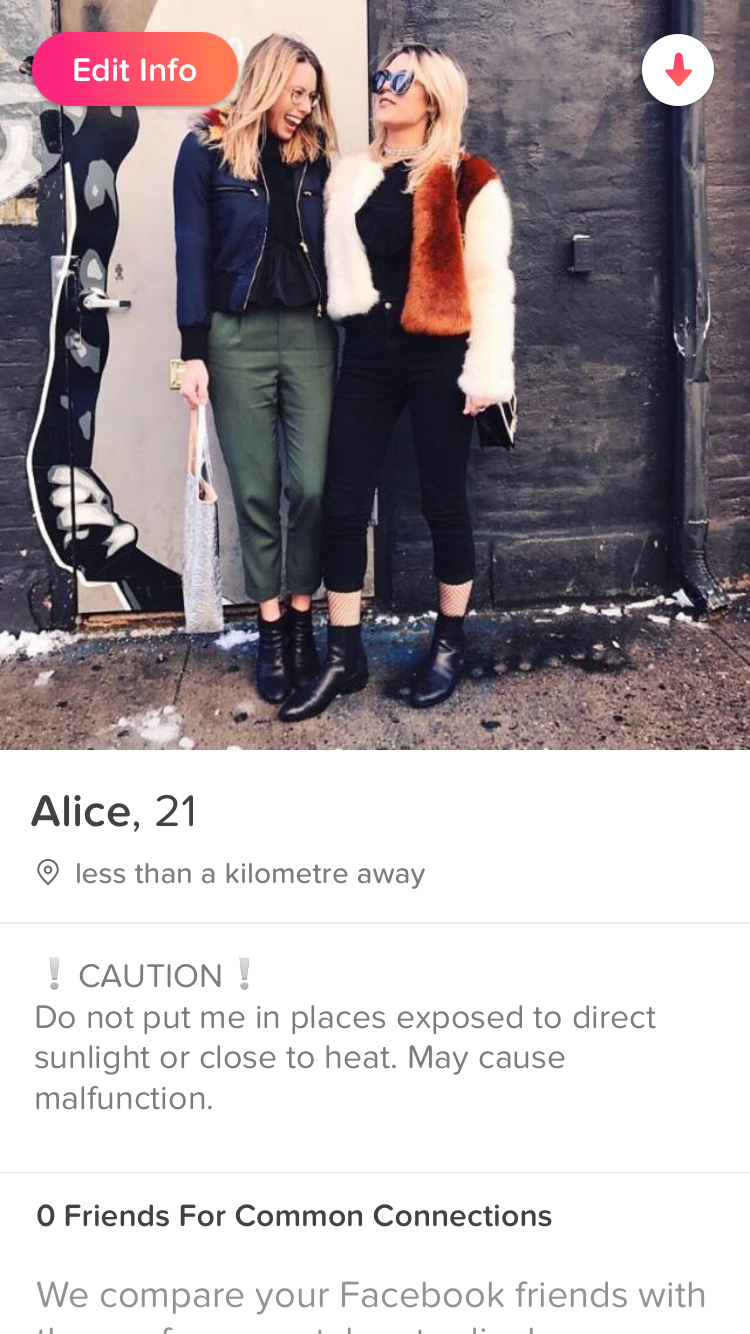 Edit Info
Alice, 21
less than a kilometre away
❕ CAUTION ❕
Do not put me in places exposed to direct
sunlight or close to heat. May cause
malfunction.
0 Friends For Common Connections
We compare your Facebook friends with